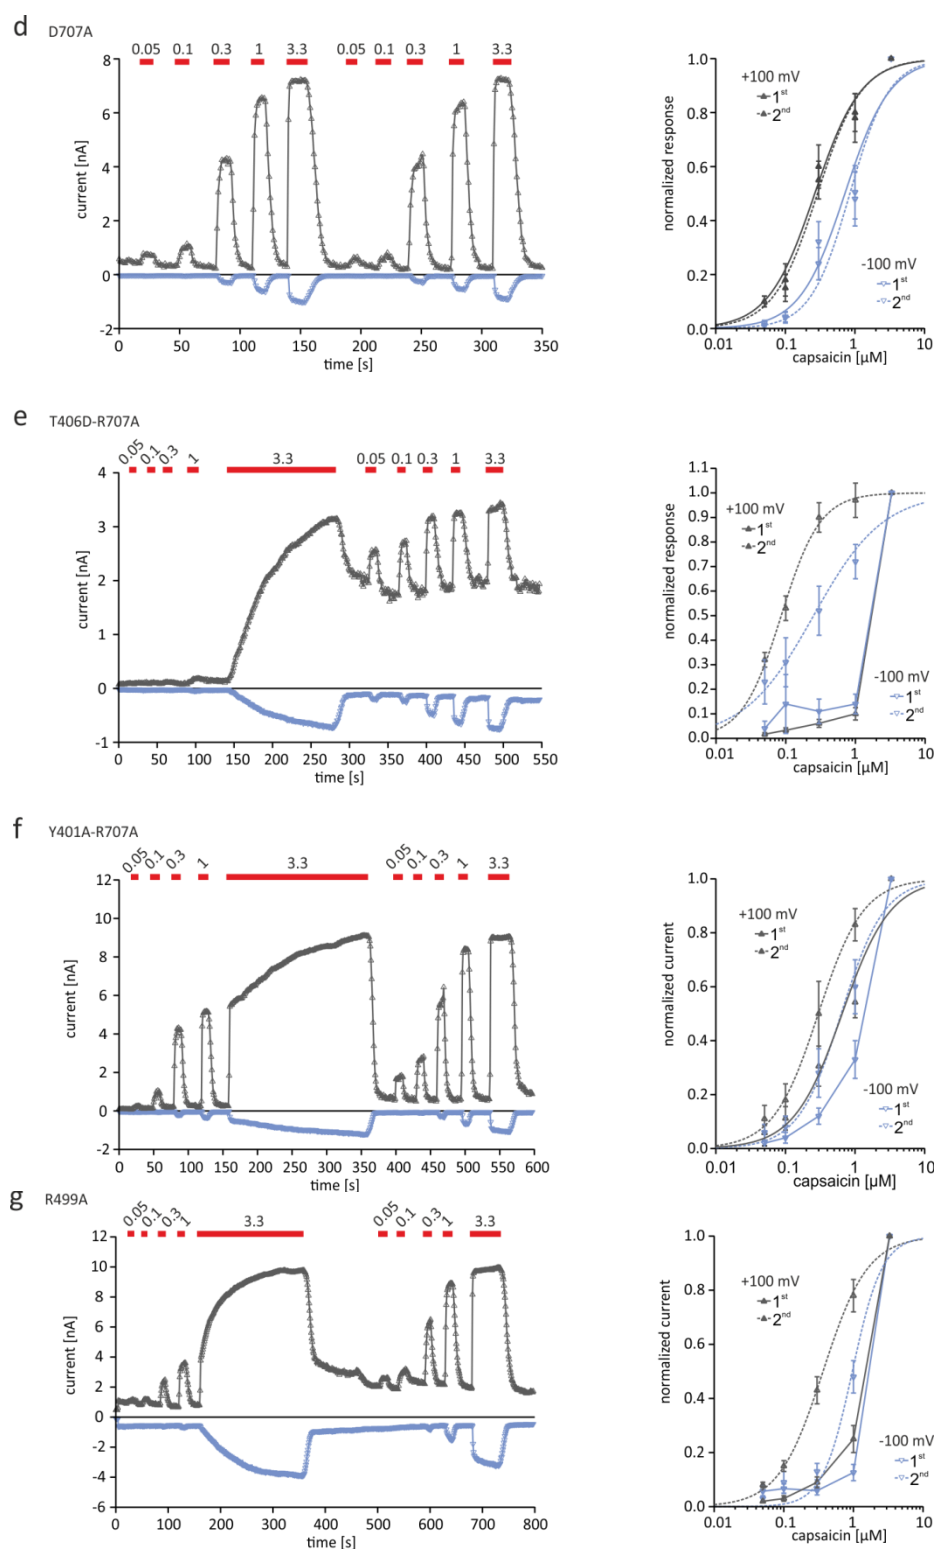 d
D707A
0.05 0.1 0.3 1 3.3 0.05 0.1 0.3 1 3.3
8
6
4
2
0
-2
current [nA]
0 50 100 150 200 250 300 350
time [s]
1.0
0.8
0.6
0.4
0.2
0.0
normalized response
+100 mV
1st
2nd
-100 mV
1st
2nd
0.01 0.1 1 10
capsaicin [µM]
e
T406D-R707A
0.05 0.1 0.3 1 3.3 0.05 0.1 0.3 1 3.3
4
3
2
1
0
-1
current [nA]
0 50 100 150 200 250 300 350 400 450 500 550
time [s]
1.1
1.0
0.9
0.8
0.7
0.6
0.5
0.4
0.3
0.2
0.1
0.0
normalized response
+100 mV
1st
2nd
-100 mV
1st
2nd
0.01 0.1 1 10
capsaicin [µM]
f
Y401A-R707A
0.05 0.1 0.3 1 3.3 0.05 0.1 0.3 1 3.3
12
10
8
6
4
2
0
-2
current [nA]
0 50 100 150 200 250 300 350 400 450 500 550 600
time [s]
1.0
0.8
0.6
0.4
0.2
0.0
normalized current
+100 mV
1st
2nd
-100 mV
1st
2nd
0.01 0.1 1 10
capsaicin [µM]
g
R499A
0.05 0.1 0.3 1 3.3 0.05 0.1 0.3 1 3.3
12
10
8
6
4
2
0
-2
-4
-6
current [nA]
0 100 200 300 400 500 600 700 800
time [s]
1.0
0.8
0.6
0.4
0.2
0.0
normalized current
+100 mV
1st
2nd
-100 mV
1st
2nd
0.01 0.1 1 10
capsaicin [µM]